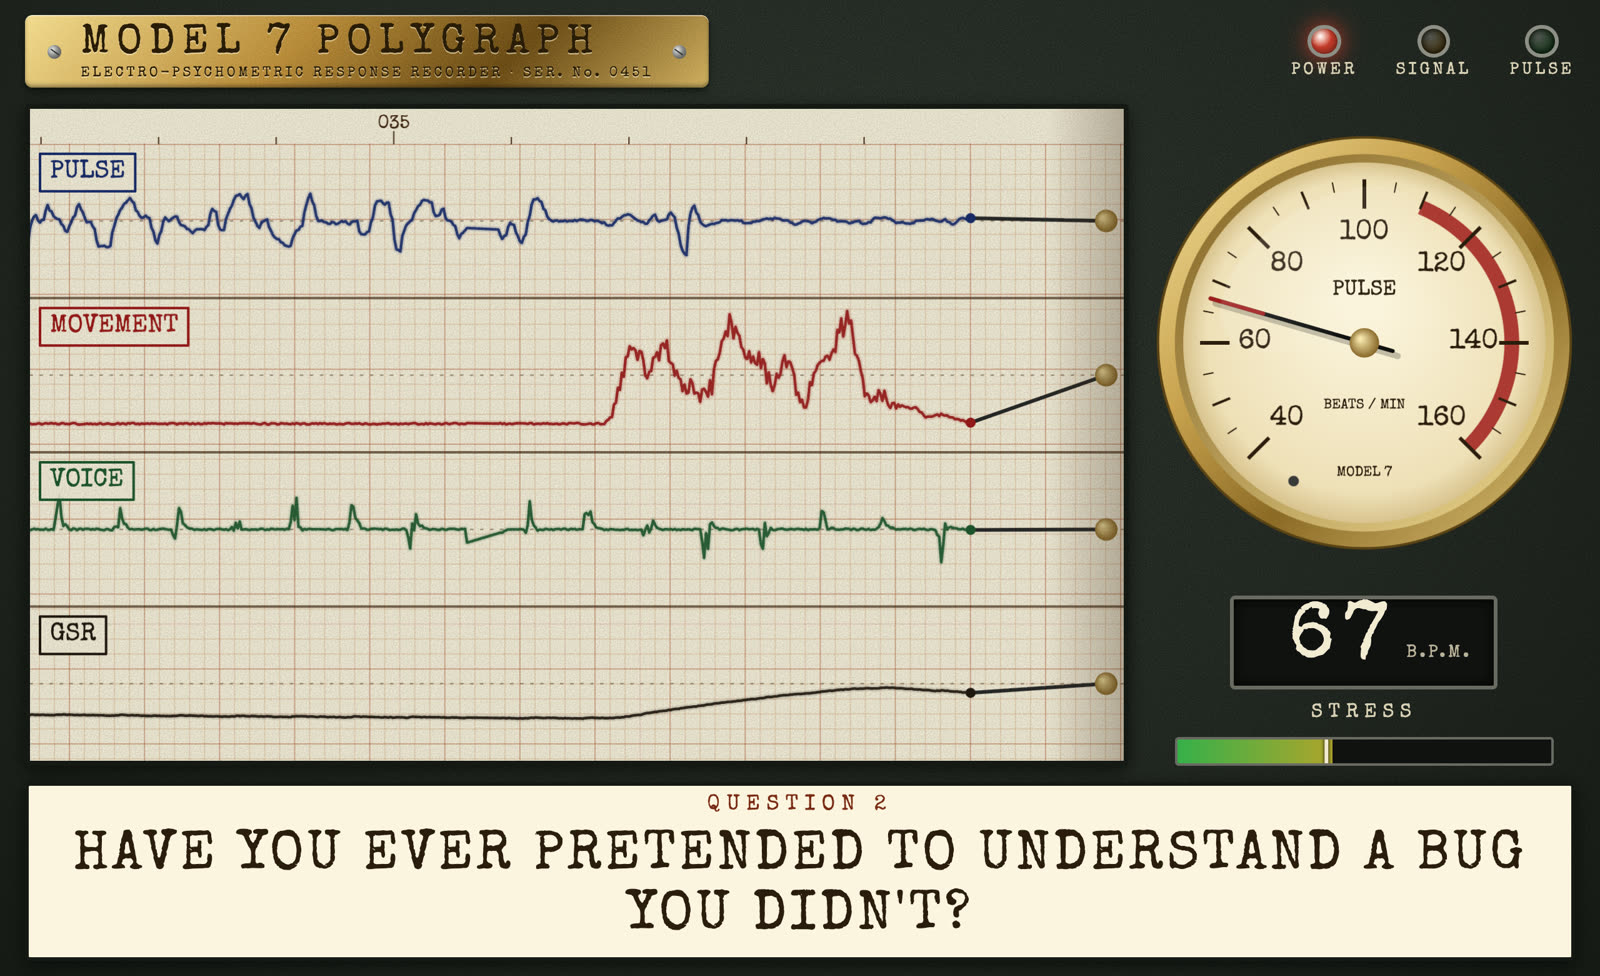 MODEL 7 POLYGRAPH
ELECTRO-PSYCHOMETRIC RESPONSE RECORDER · SER. No. 0451
POWER SIGNAL PULSE
035
PULSE
MOVEMENT
VOICE
GSR
100
80 120
PULSE
60 140
BEATS / MIN
40 160
MODEL 7
67 B.P.M.
STRESS
QUESTION 2
HAVE YOU EVER PRETENDED TO UNDERSTAND A BUG
YOU DIDN'T?